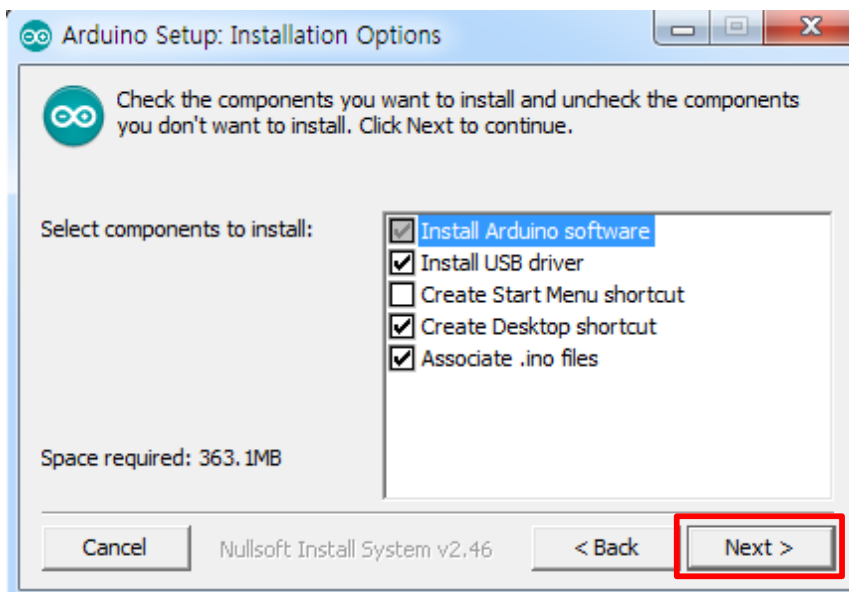 Arduino Setup: Installation Options
Check the components you want to install and uncheck the components
you don't want to install. Click Next to continue.
Select components to install:
Install Arduino software
Install USB driver
Create Start Menu shortcut
Create Desktop shortcut
Associate .ino files
Space required: 363.1MB
Cancel
Nullsoft Install System v2.46
< Back
Next >